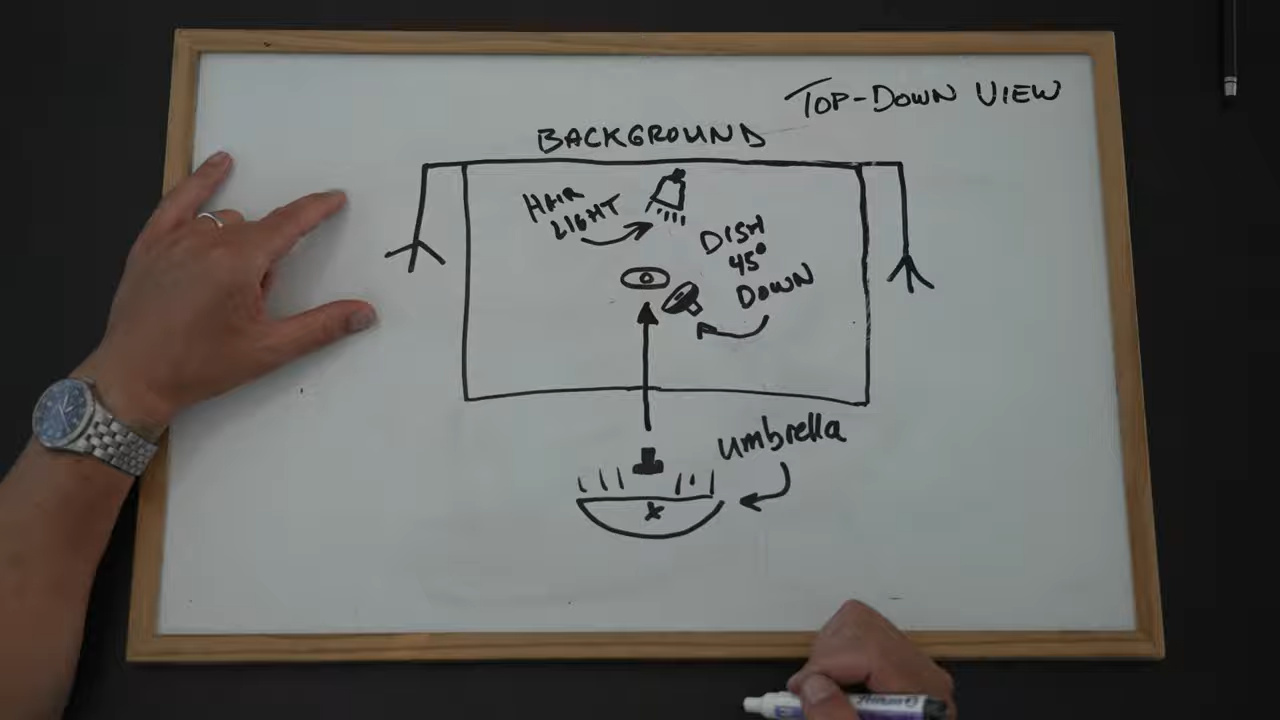 TOP-DOWN VIEW
BACKGROUND
HAIR
LIGHT
DISH
45°
DOWN
umbrella